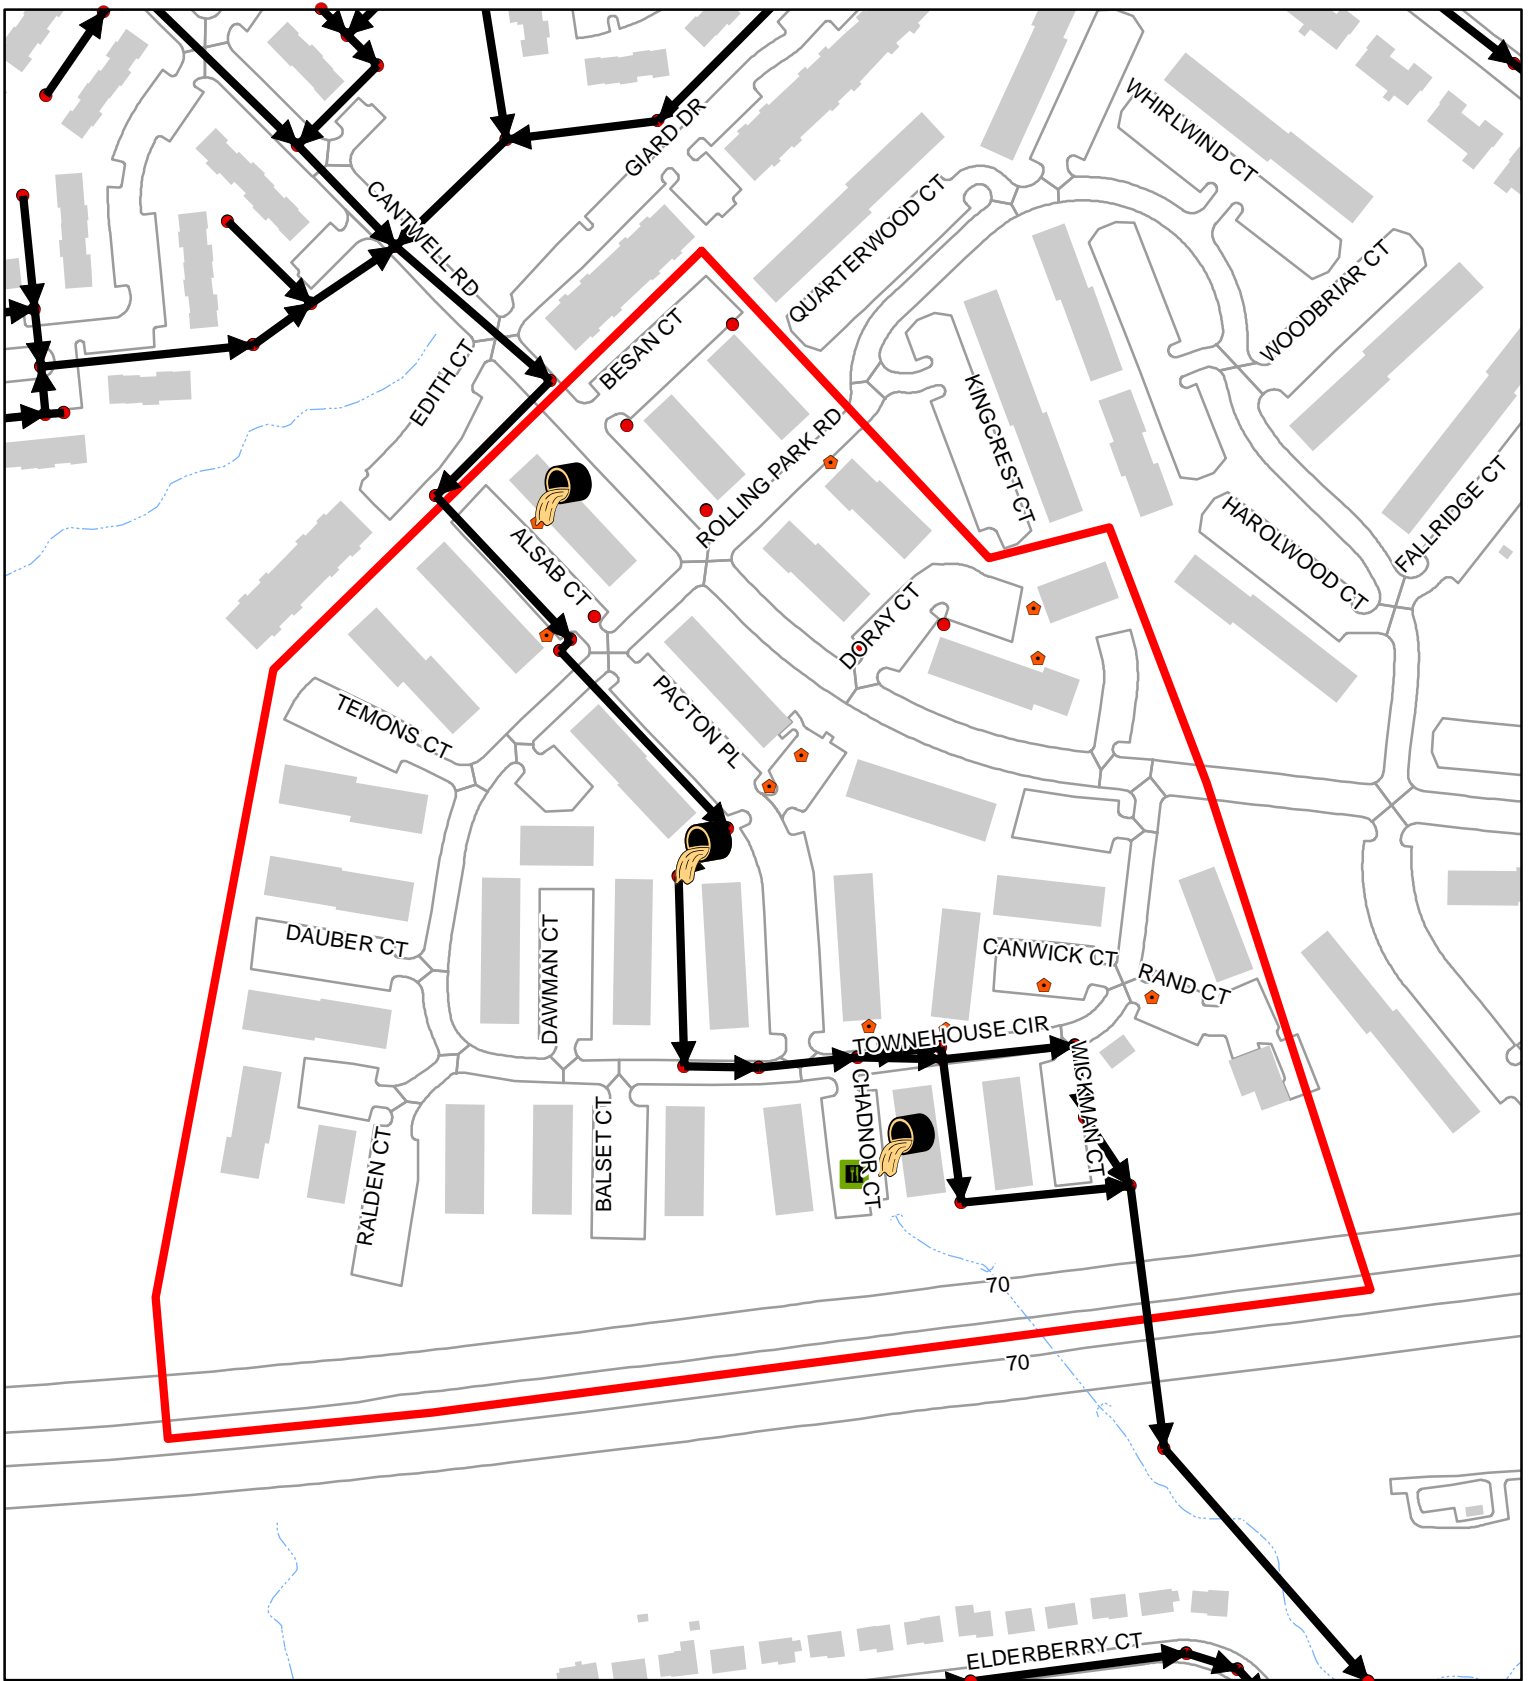 WHIRLWIND CT
GIARD DR
CANTWELL RD
QUARTERWOOD CT
WOODBRIAR CT
BESAN CT
EDITH CT
KINGCREST CT
ROLLING PARK RD
FALLRIDGE CT
HAROLWOOD CT
ALSAB CT
DORAY CT
PACTON PL
TEMONS CT
DAUBER CT
DAWMAN CT
CANWICK CT
RAND CT
TOWNEHOUSE CIR
WICKMAN CT
CHADNOR CT
BALSET CT
RALDEN CT
70
70
ELDERBERRY CT